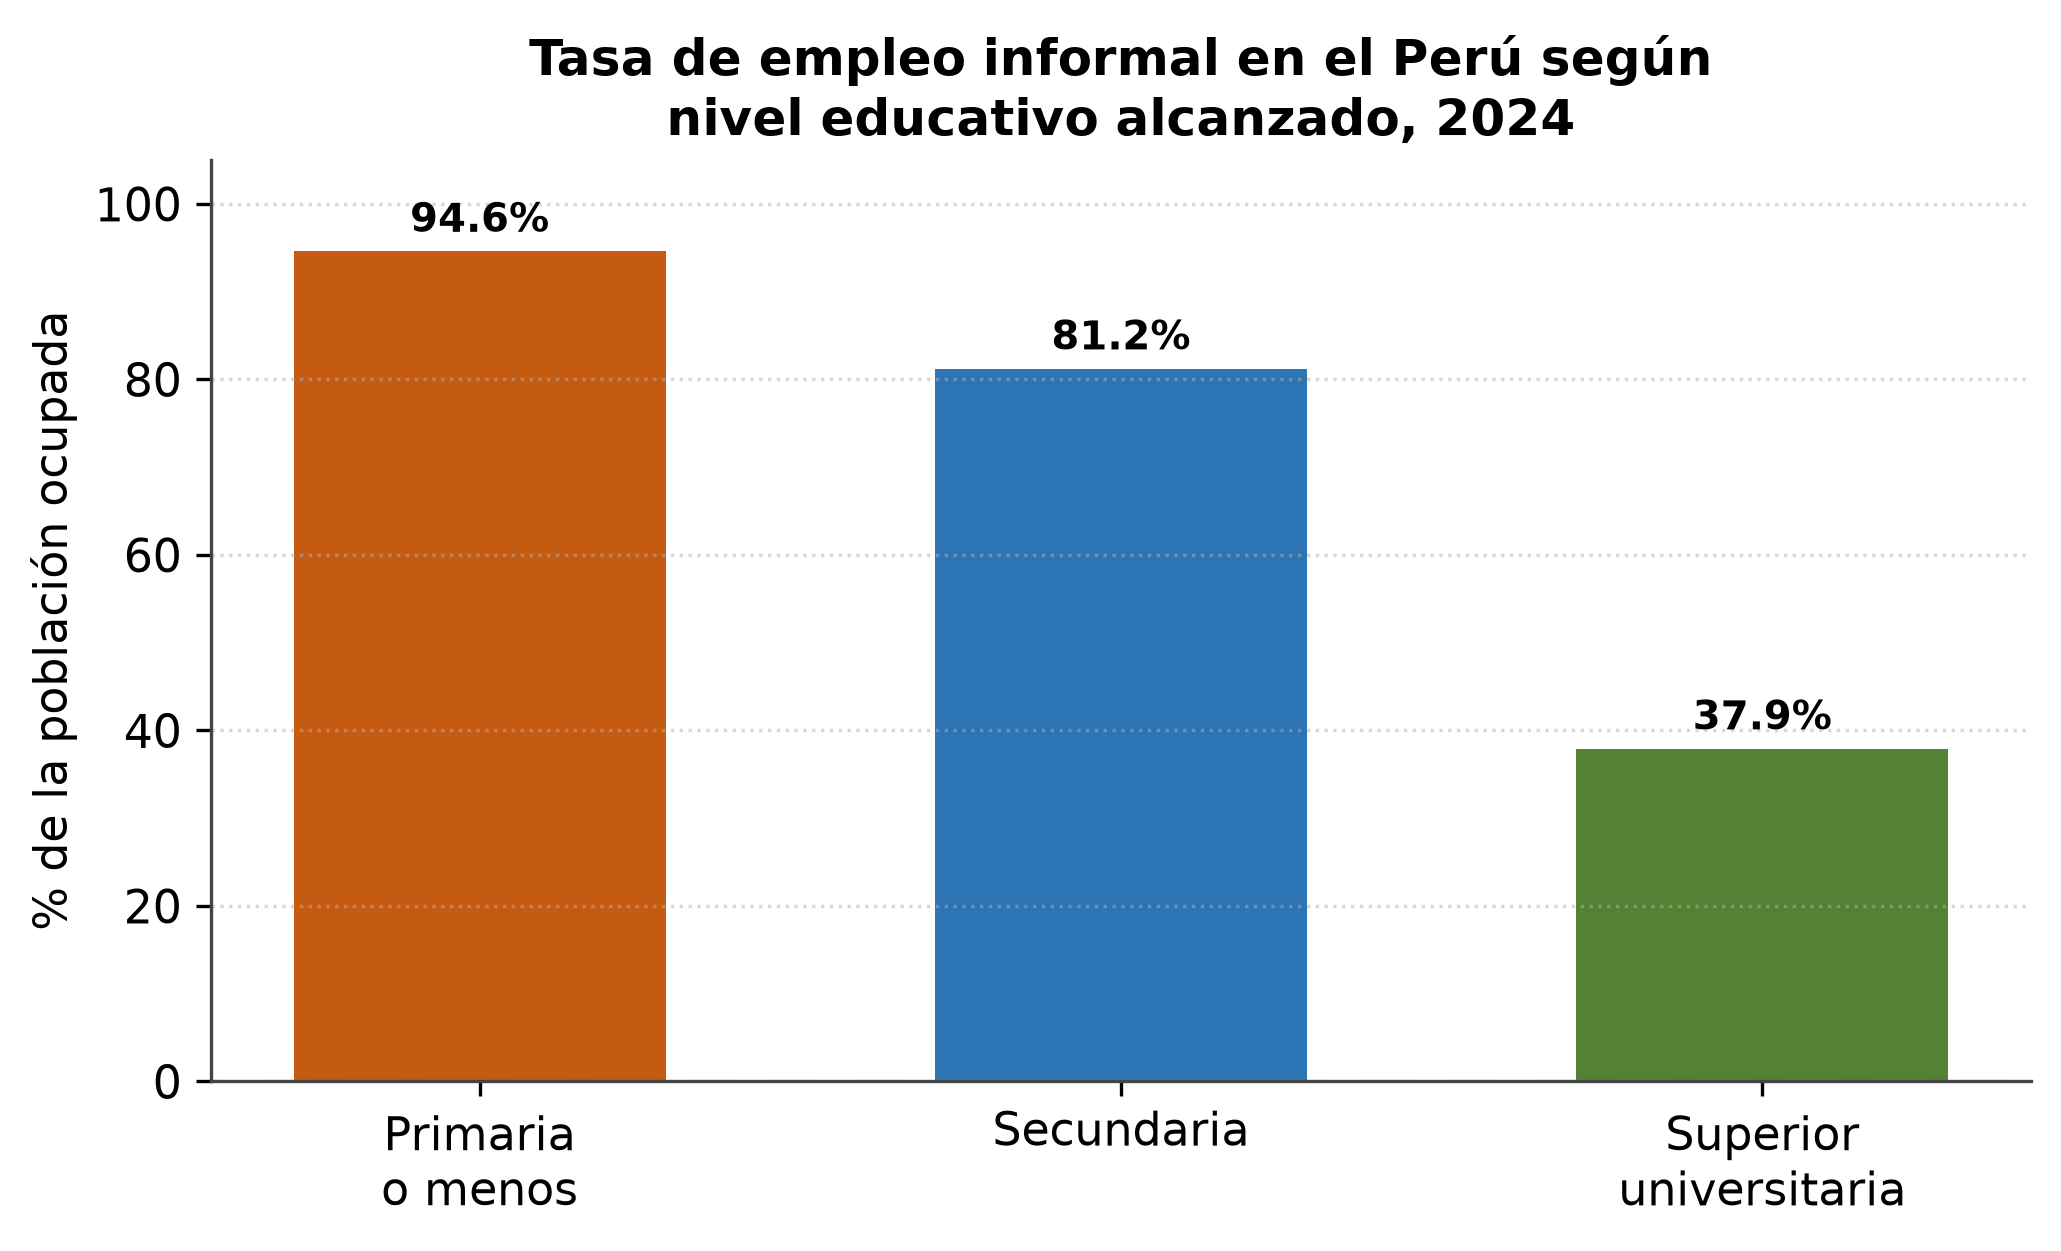 Tasa de empleo informal en el Perú según
nivel educativo alcanzado, 2024
% de la población ocupada
100
80
60
40
20
0
94.6%
81.2%
37.9%
Primaria
o menos
Secundaria
Superior
universitaria